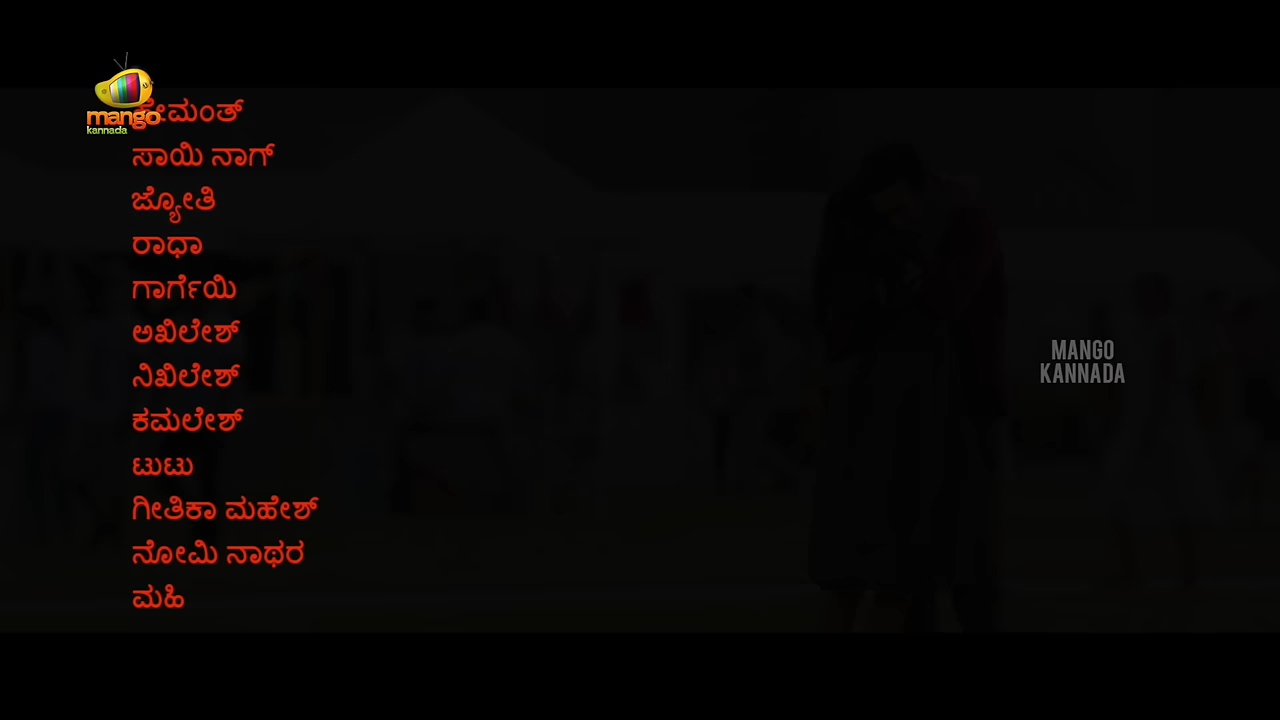 mango
kannada
ಹೇಮಂತ್
ಸಾಯಿ ನಾಗ್
ಜ್ಯೋತಿ
ರಾಧಾ
ಗಾರ್ಗೆಯಿ
ಅಖಿಲೇಶ್
ನಿಖಿಲೇಶ್
ಕಮಲೇಶ್
ಟುಟು
ಗೀತಿಕಾ ಮಹೇಶ್
ನೋಮಿ ನಾಥರ
ಮಹಿ
MANGO
KANNADA